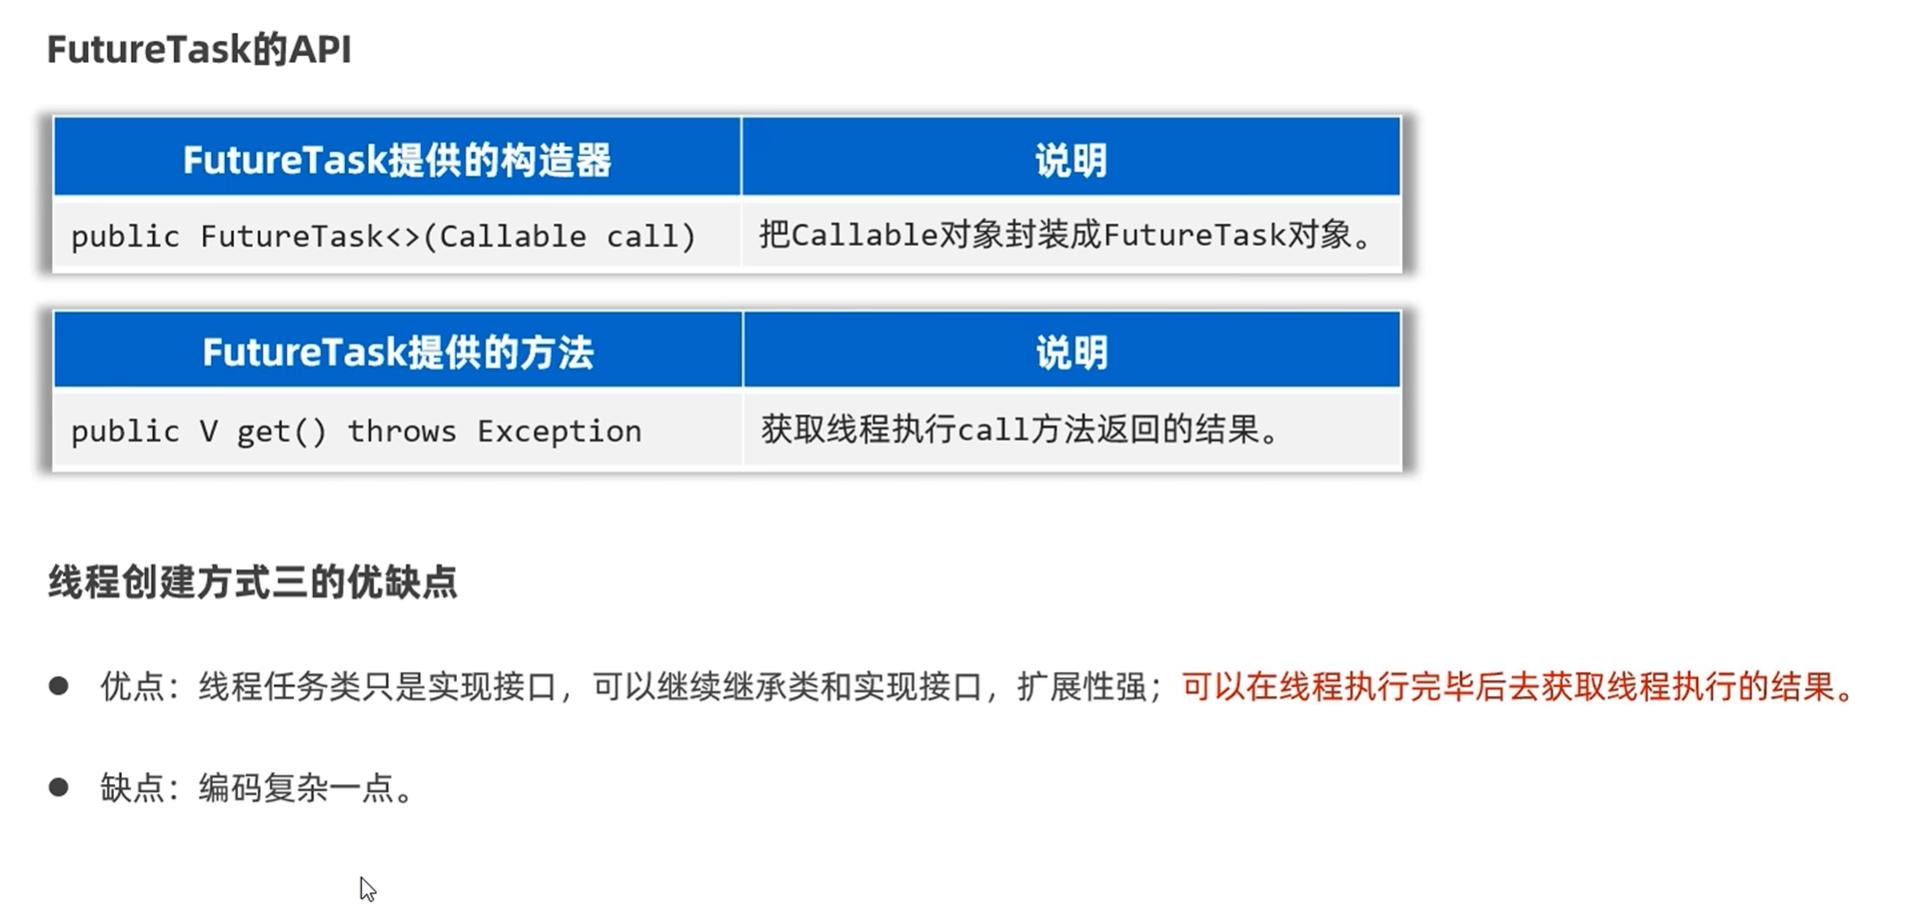 FutureTask的API
FutureTask提供的构造器 说明
public FutureTask<>(Callable call) 把Callable对象封装成FutureTask对象。
FutureTask提供的方法 说明
public V get() throws Exception 获取线程执行call方法返回的结果。
线程创建方式三的优缺点
● 优点：线程任务类只是实现接口，可以继续继承类和实现接口，扩展性强；可以在线程执行完毕后去获取线程执行的结果。
● 缺点：编码复杂一点。